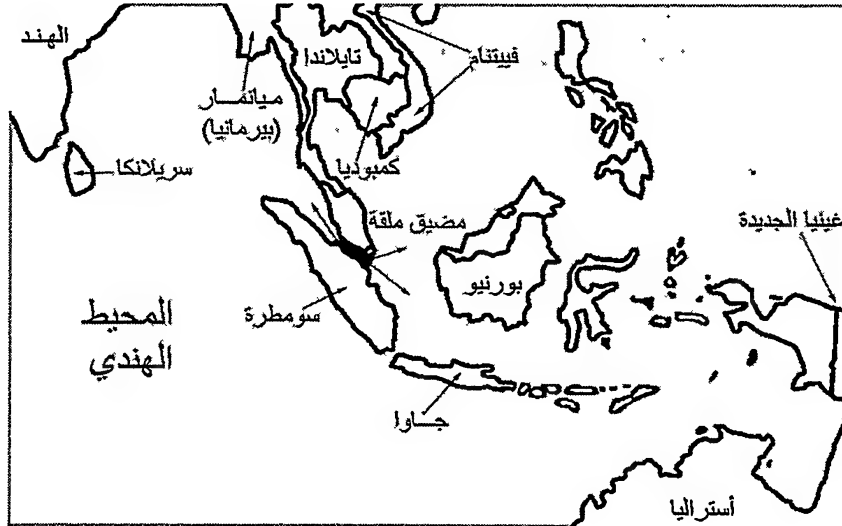 الهند
تايلاندا
فييتنام
ميانمار
(بيرمانيا)
كمبوديا
سريلانكا
مضيق ملقة
غينيا الجديدة
بورنيو
المحيط
الهندي
سومطرة
جاوا
أستراليا